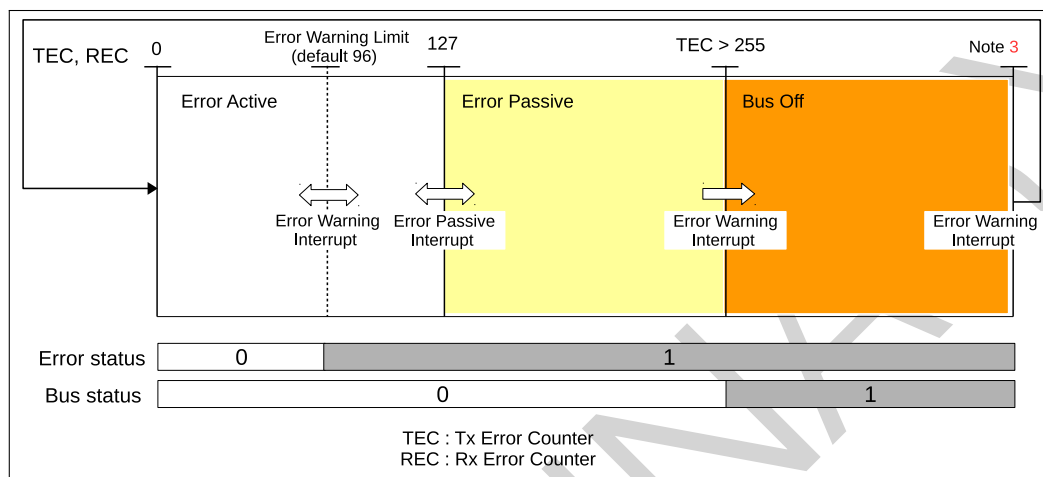 TEC, REC
0
Error Warning Limit
(default 96)
127
TEC > 255
Note 3
Error Active
Error Passive
Bus Off
Error Warning
Interrupt
Error Passive
Interrupt
Error Warning
Interrupt
Error Warning
Interrupt
Error status
0
1
Bus status
0
1
TEC : Tx Error Counter
REC : Rx Error Counter